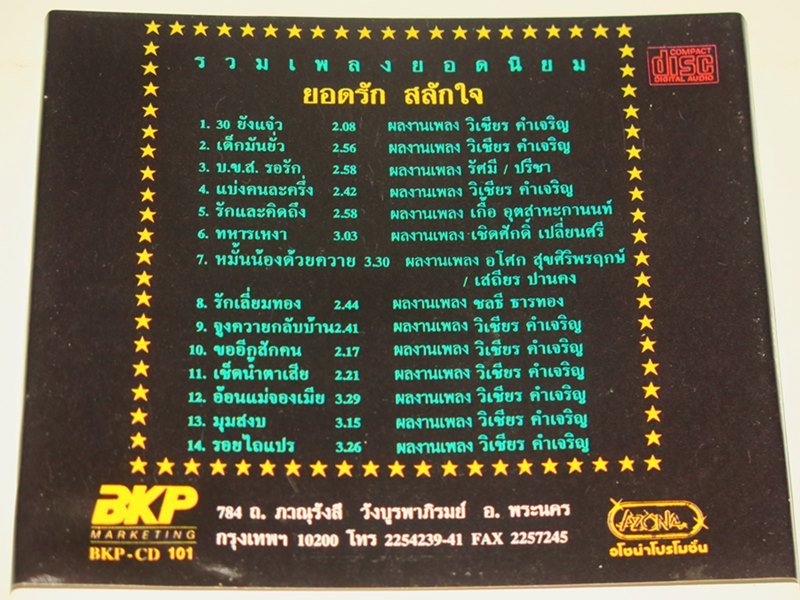 รวมเพลงยอดนิยม
COMPACT
disc
DIGITAL AUDIO
ยอดรัก สลักใจ
1. 30 ยังแจ๋ว 2.08 ผลงานเพลง วิเชียร คำเจริญ
2. เด็กมันยั่ว 2.56 ผลงานเพลง วิเชียร คำเจริญ
3. บ.ข.ส. รอรัก 2.58 ผลงานเพลง รัศมี / ปรีชา
4. แบ่งคนละครึ่ง 2.42 ผลงานเพลง วิเชียร คำเจริญ
5. รักและคิดถึง 2.58 ผลงานเพลง เกื้อ อุตสาหะกานนท์
6. ทหารเหงา 3.03 ผลงานเพลง เชิดศักดิ์ เปลี่ยนศรี
7. หมั้นน้องด้วยควาย 3.30 ผลงานเพลง อโศก สุขศิริพรฤกษ์
/ เสถียร ปานคง
8. รักเลี่ยมทอง 2.44 ผลงานเพลง ชลธี ธารทอง
9. จูงควายกลับบ้าน 2.41 ผลงานเพลง วิเชียร คำเจริญ
10. ขออีกสักคน 2.17 ผลงานเพลง วิเชียร คำเจริญ
11. เช็ดน้ำตาเสีย 2.21 ผลงานเพลง วิเชียร คำเจริญ
12. อ้อนแม่จองเมีย 3.29 ผลงานเพลง วิเชียร คำเจริญ
13. มุมสงบ 3.15 ผลงานเพลง วิเชียร คำเจริญ
14. รอยไถแปร 3.26 ผลงานเพลง วิเชียร คำเจริญ
BKP
MARKETING
BKP-CD 101
784 ถ. ภาณุรังสี วังบูรพาภิรมย์ อ. พระนคร
กรุงเทพฯ 10200 โทร 2254239-41 FAX 2257245
AZONA
อโซน่าโปรโมชั่น